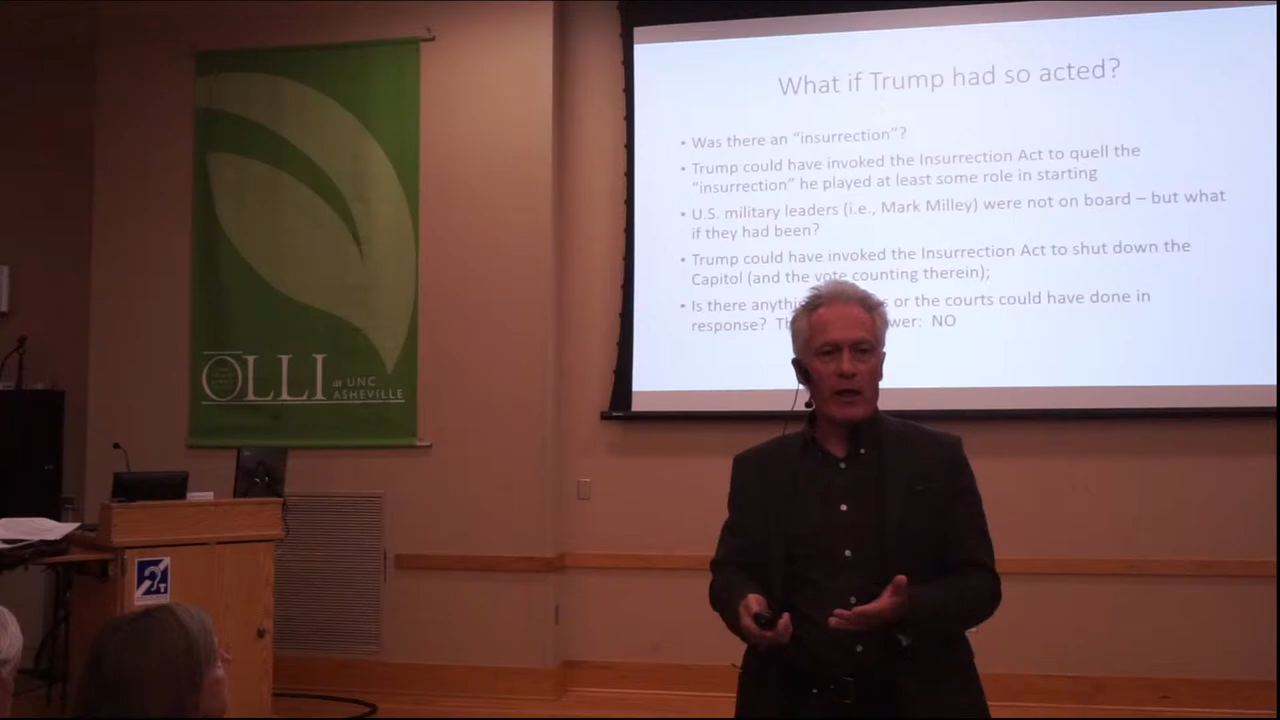 What if Trump had so acted?
• Was there an “insurrection”?
• Trump could have invoked the Insurrection Act to quell the
“insurrection” he played at least some role in starting
• U.S. military leaders (i.e., Mark Milley) were not on board – but what
if they had been?
• Trump could have invoked the Insurrection Act to shut down the
Capitol (and the vote counting therein);
• Is there or the courts could have done in
response? NO
OLLI at UNC
ASHEVILLE
T